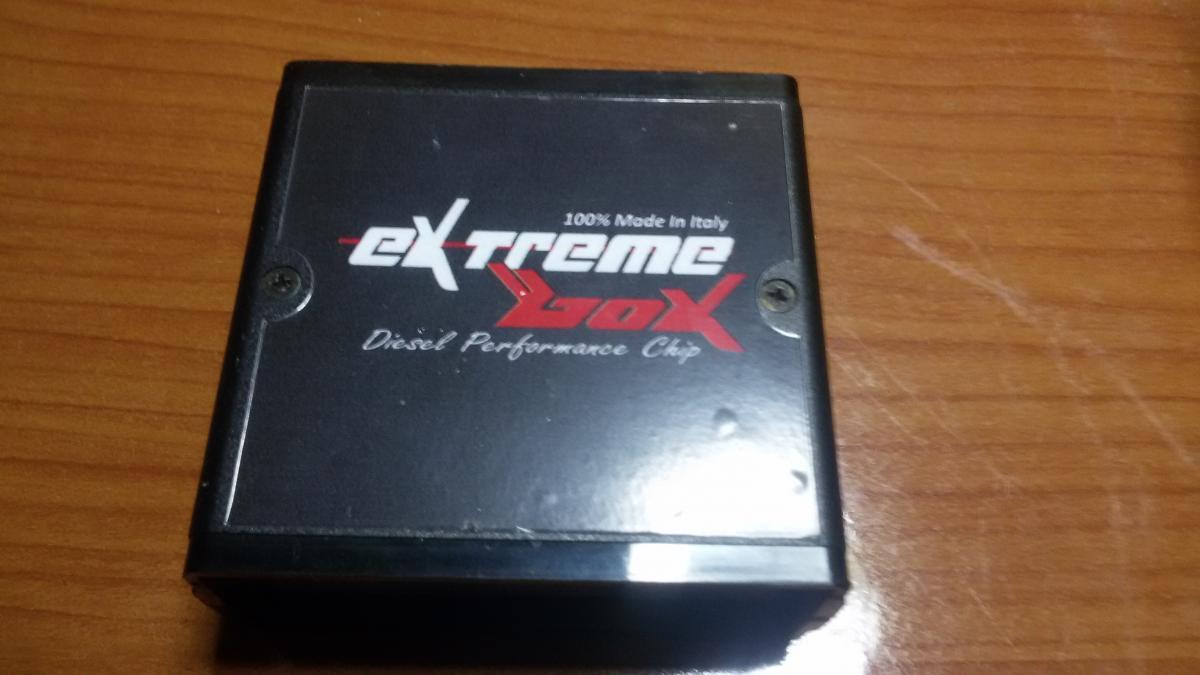 100% Made In Italy
eXtreme
box
Diesel Performance Chip